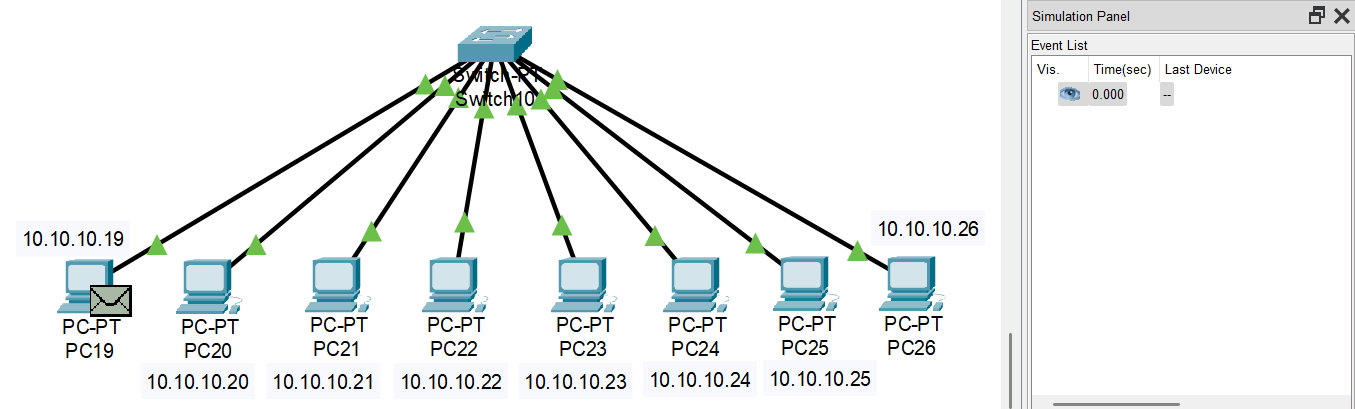 Simulation Panel
Event List
Vis. Time(sec) Last Device
0.000 --
Switch-PT
Switch10
10.10.10.19
10.10.10.26
PC-PT
PC19
PC-PT
PC20
PC-PT
PC21
PC-PT
PC22
PC-PT
PC23
PC-PT
PC24
PC-PT
PC25
PC-PT
PC26
10.10.10.20
10.10.10.21
10.10.10.22
10.10.10.23
10.10.10.24
10.10.10.25